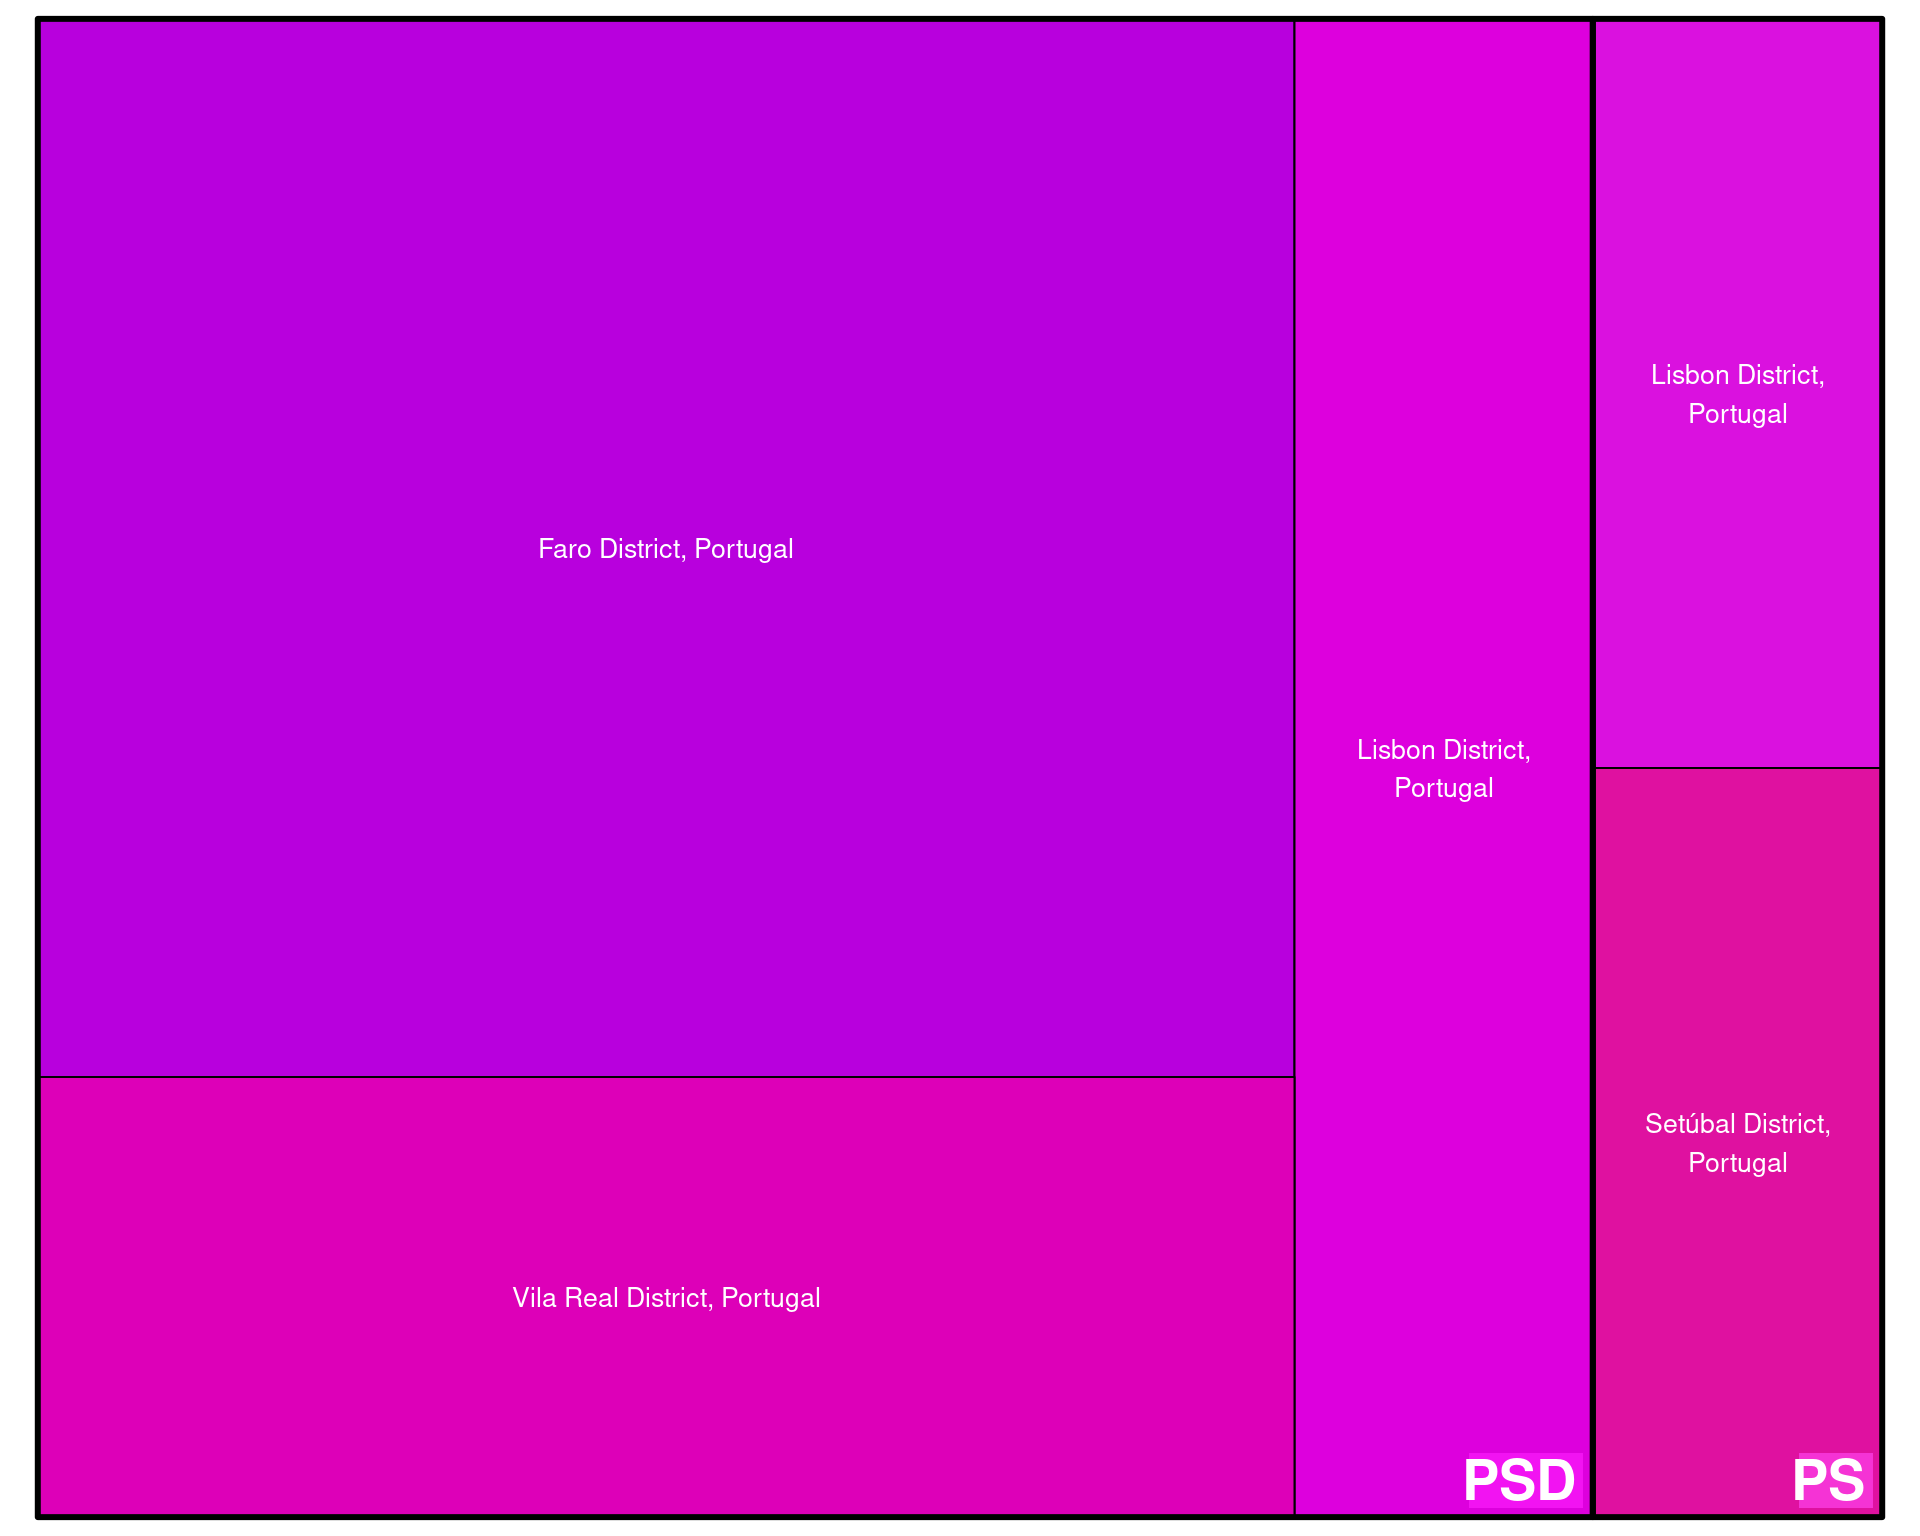 Faro District, Portugal
Vila Real District, Portugal
Lisbon District,
Portugal
PSD
Lisbon District,
Portugal
Setúbal District,
Portugal
PS